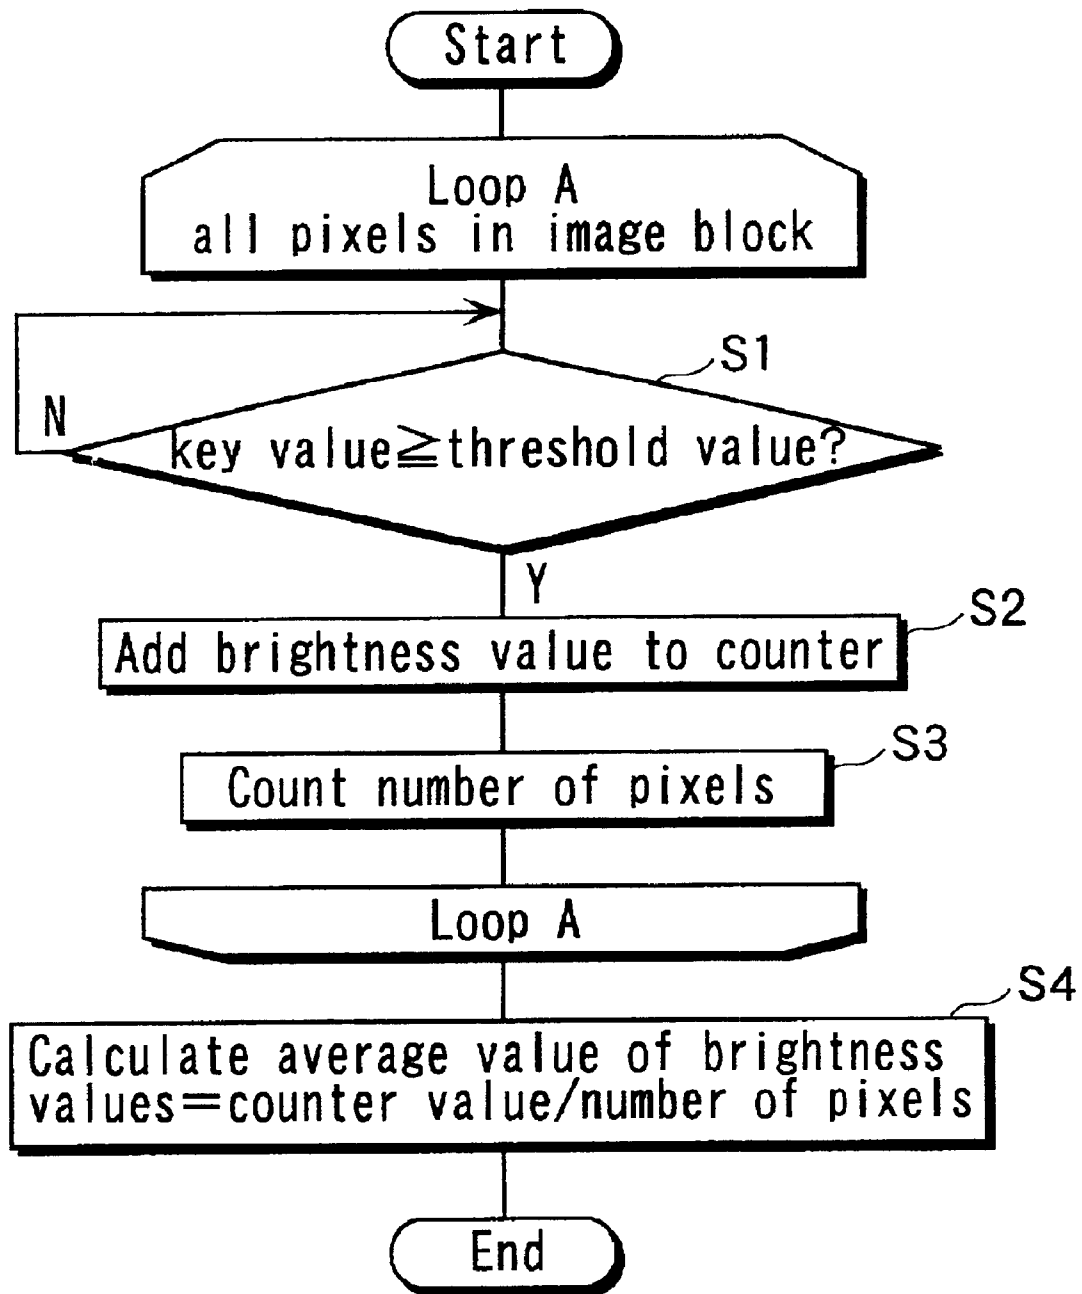 Start
Loop A
all pixels in image block
S1
N
key value≧threshold value?
Y
S2
Add brightness value to counter
S3
Count number of pixels
Loop A
S4
Calculate average value of brightness
values=counter value/number of pixels
End